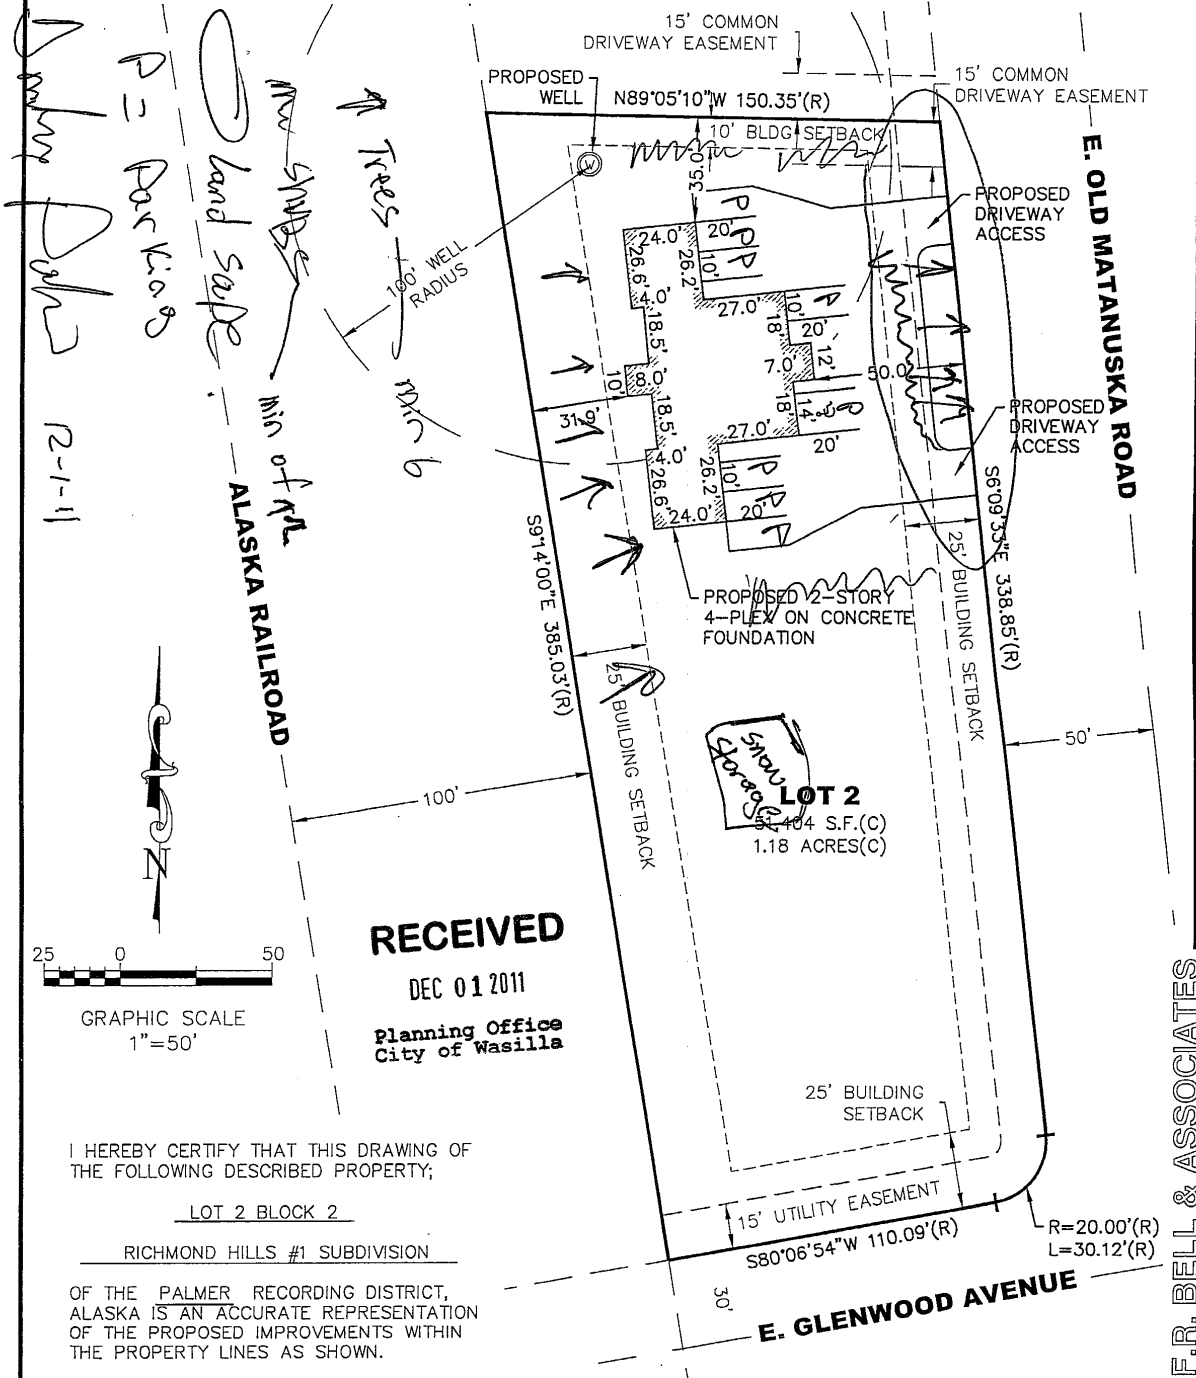 15' COMMON
DRIVEWAY EASEMENT
PROPOSED
WELL
15' COMMON
DRIVEWAY EASEMENT
N89°05'10"W 150.35'(R)
10' BLDG SETBACK
W
35.0'
PROPOSED
DRIVEWAY
ACCESS
E. OLD MATANUSKA ROAD
↑ Trees
min 6
min of
Land Sape
P = Parking
12-1-11
100' WELL
RADIUS
P
P
P
24.0'
20'
26.6'
26.2'
10'
4.0'
27.0'
10'
P
18.5'
18'
20'
7.0'
12'
50.0'
10'
8.0'
31.9'
18.5'
18'
14'
P
P
27.0'
20'
4.0'
26.6'
26.2'
10'
P
P
P
24.0'
20'
PROPOSED
DRIVEWAY
ACCESS
S6°09'33"E 338.85'(R)
25' BUILDING SETBACK
PROPOSED 2-STORY
4-PLEX ON CONCRETE
FOUNDATION
ALASKA RAILROAD
S9°14'00"E 385.03'(R)
25' BUILDING SETBACK
50'
100'
Snow
Storage
LOT 2
51,404 S.F.(C)
1.18 ACRES(C)
N
25 0 50
GRAPHIC SCALE
1"=50'
RECEIVED
DEC 01 2011
Planning Office
City of Wasilla
25' BUILDING
SETBACK
15' UTILITY EASEMENT
S80°06'54"W 110.09'(R)
R=20.00'(R)
L=30.12'(R)
30'
E. GLENWOOD AVENUE
I HEREBY CERTIFY THAT THIS DRAWING OF
THE FOLLOWING DESCRIBED PROPERTY;
LOT 2 BLOCK 2
RICHMOND HILLS #1 SUBDIVISION
OF THE PALMER RECORDING DISTRICT,
ALASKA IS AN ACCURATE REPRESENTATION
OF THE PROPOSED IMPROVEMENTS WITHIN
THE PROPERTY LINES AS SHOWN.
F.R. BELL & ASSOCIATES